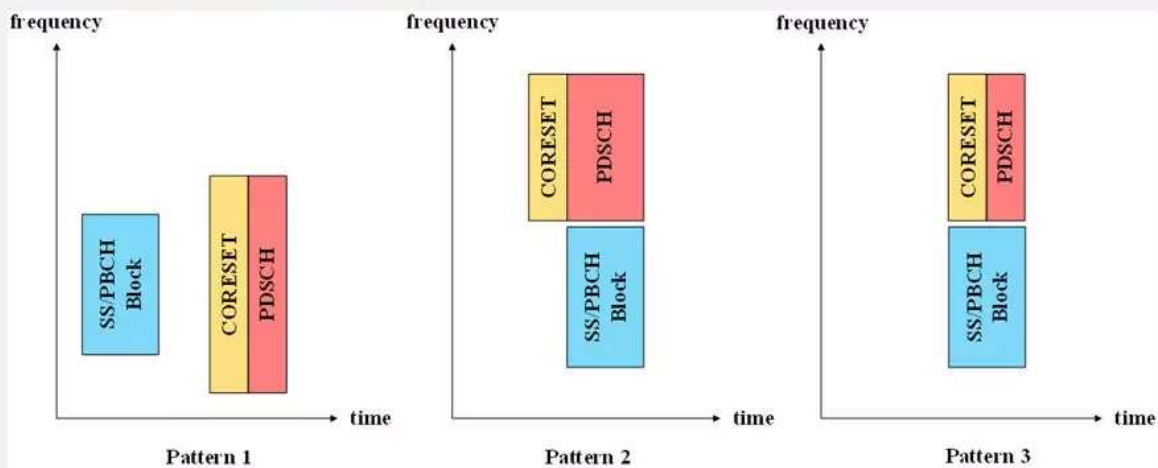 frequency
CORESET
PDSCH
SS/PBCH
Block
time
Pattern 1
frequency
CORESET
PDSCH
SS/PBCH
Block
time
Pattern 2
frequency
CORESET
PDSCH
SS/PBCH
Block
time
Pattern 3